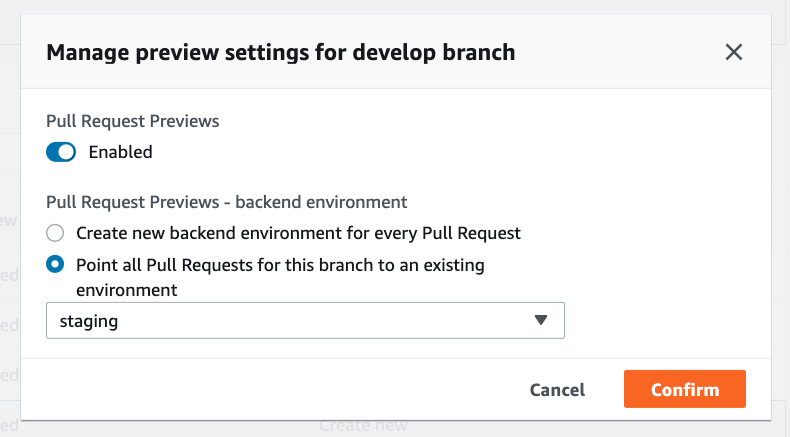 Manage preview settings for develop branch
Pull Request Previews
Enabled
Pull Request Previews - backend environment
ew
Create new backend environment for every Pull Request
Point all Pull Requests for this branch to an existing
ed
environment
staging
ed
ed
Cancel
Confirm
ed
Create new